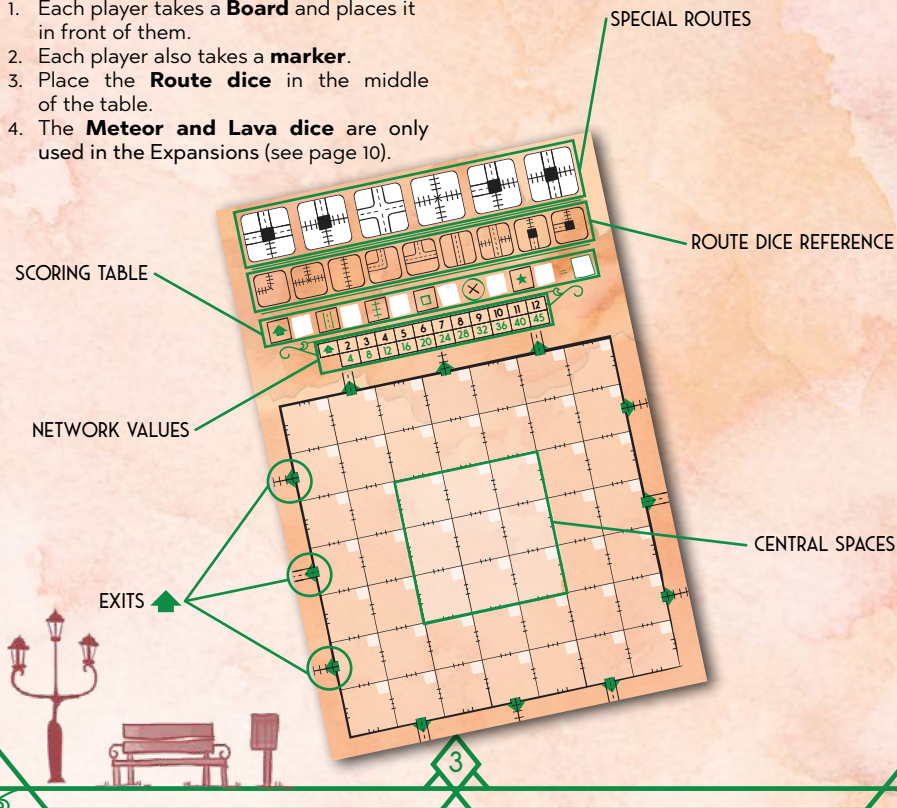 1. Each player takes a Board and places it
in front of them.
2. Each player also takes a marker.
3. Place the Route dice in the middle
of the table.
4. The Meteor and Lava dice are only
used in the Expansions (see page 10).
SPECIAL ROUTES
ROUTE DICE REFERENCE
SCORING TABLE
=
2 3 4 5 6 7 8 9 10 11 12
4 8 12 16 20 24 28 32 36 40 45
NETWORK VALUES
CENTRAL SPACES
EXITS
3